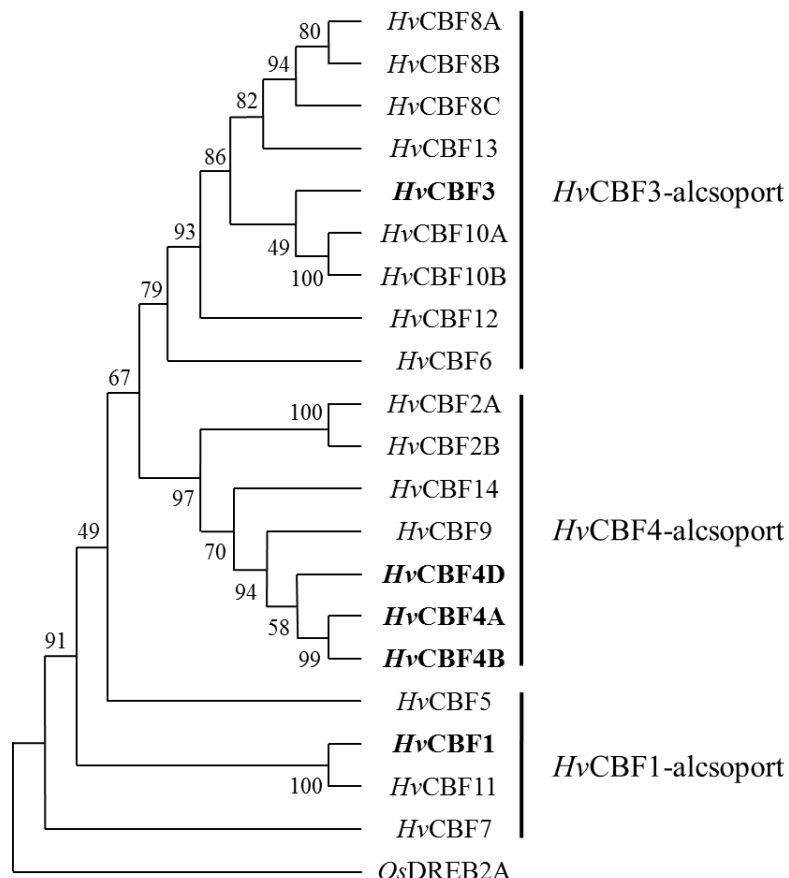 HvCBF8A
80
HvCBF8B
94
HvCBF8C
82
HvCBF13
86
HvCBF3
HvCBF3-alcsoport
93
HvCBF10A
49
HvCBF10B
100
79
HvCBF12
HvCBF6
67
HvCBF2A
100
HvCBF2B
97
HvCBF14
49
HvCBF9
HvCBF4-alcsoport
70
HvCBF4D
94
HvCBF4A
58
HvCBF4B
99
91
HvCBF5
HvCBF1
HvCBF1-alcsoport
100
HvCBF11
HvCBF7
OsDREB2A